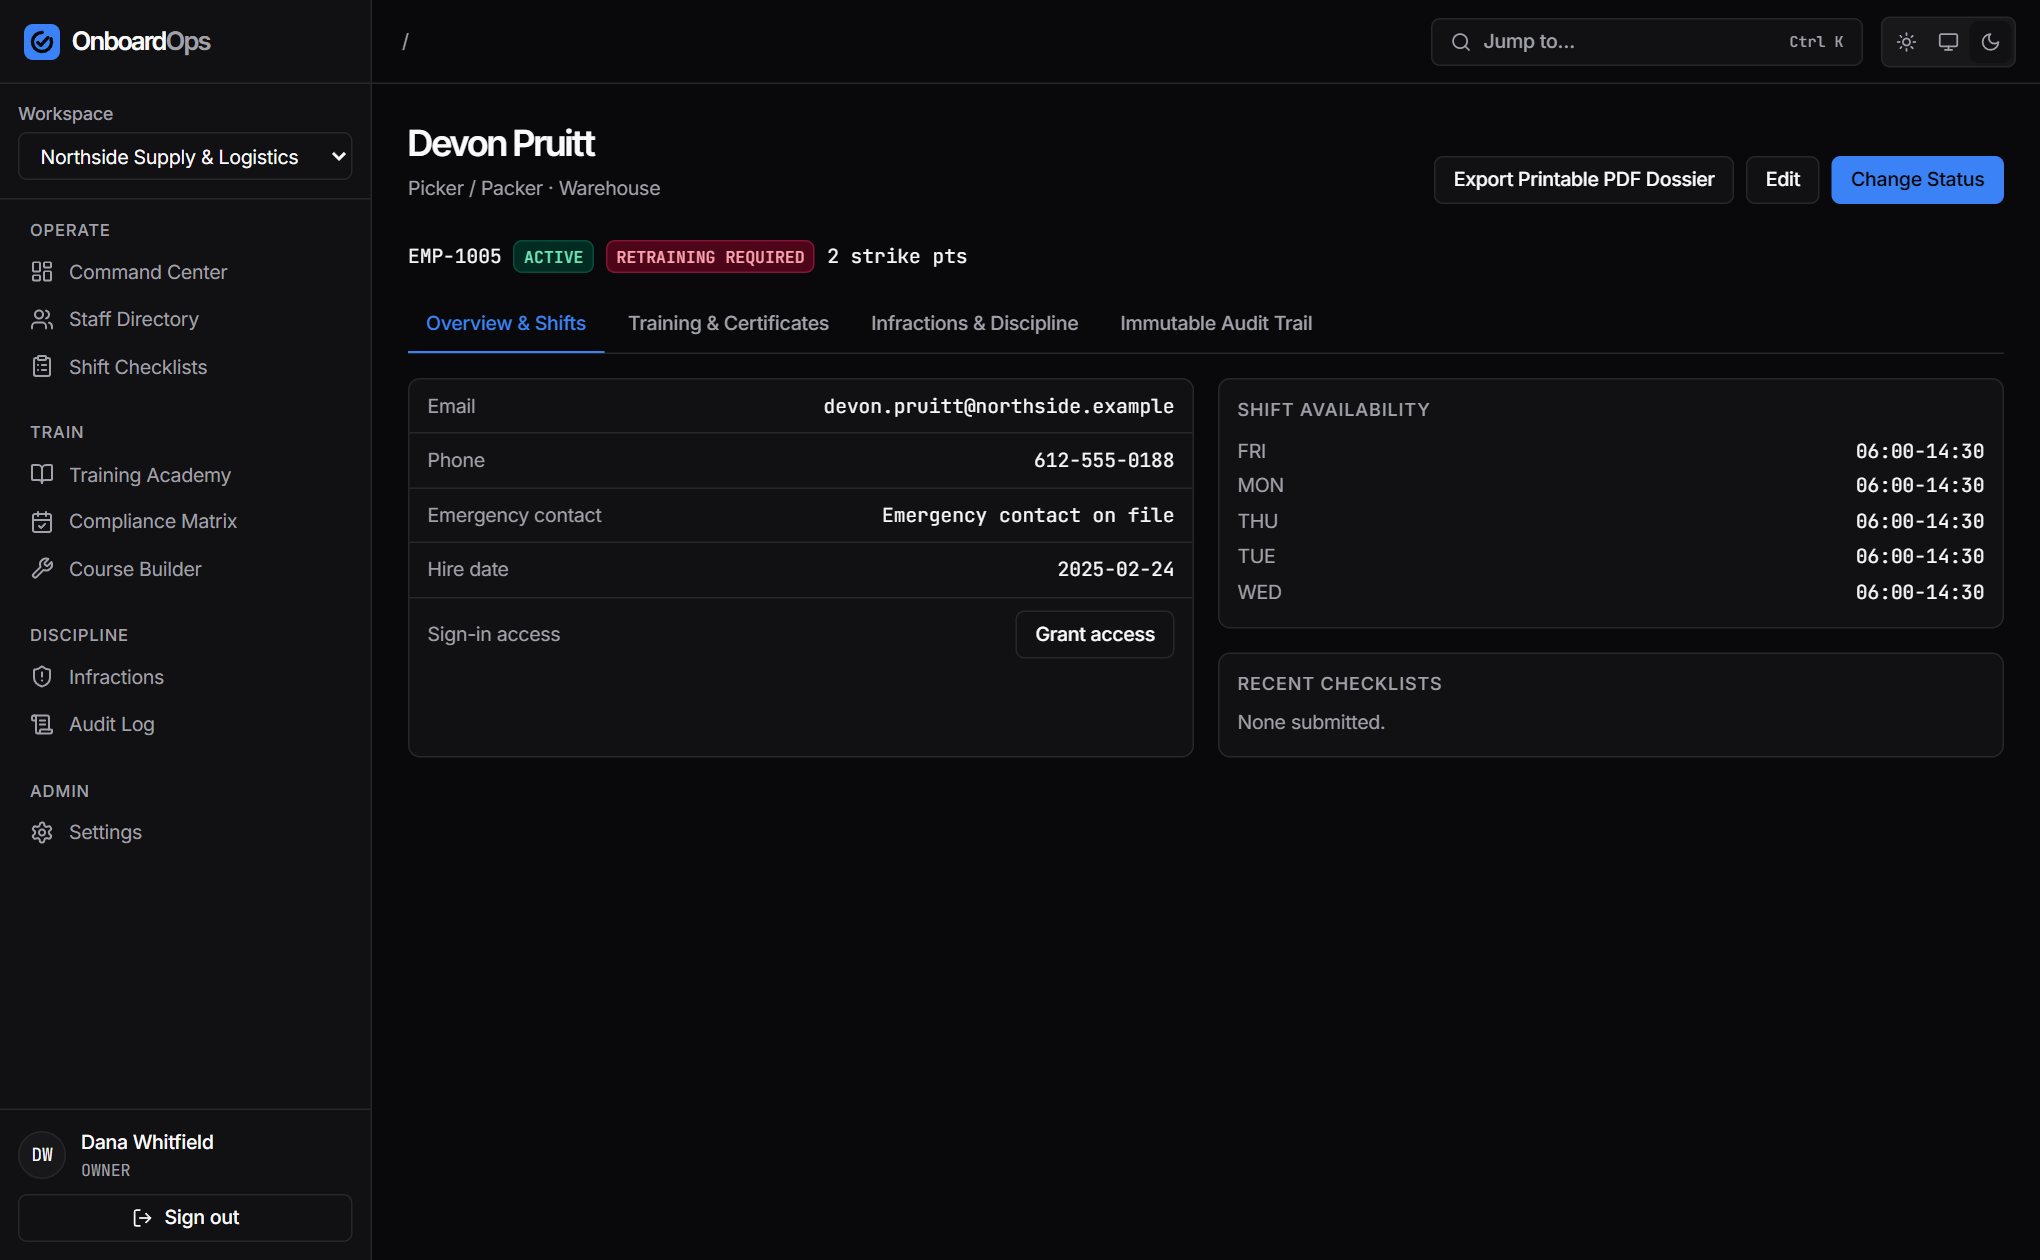 OnboardOps
Workspace
Northside Supply & Logistics
OPERATE
Command Center
Staff Directory
Shift Checklists
TRAIN
Training Academy
Compliance Matrix
Course Builder
DISCIPLINE
Infractions
Audit Log
ADMIN
Settings
DW
Dana Whitfield
OWNER
Sign out
/
Jump to...
Ctrl K
Devon Pruitt
Picker / Packer · Warehouse
Export Printable PDF Dossier
Edit
Change Status
EMP-1005 ACTIVE RETRAINING REQUIRED 2 strike pts
Overview & Shifts Training & Certificates Infractions & Discipline Immutable Audit Trail
Email devon.pruitt@northside.example
Phone 612-555-0188
Emergency contact Emergency contact on file
Hire date 2025-02-24
Sign-in access Grant access
SHIFT AVAILABILITY
FRI 06:00-14:30
MON 06:00-14:30
THU 06:00-14:30
TUE 06:00-14:30
WED 06:00-14:30
RECENT CHECKLISTS
None submitted.